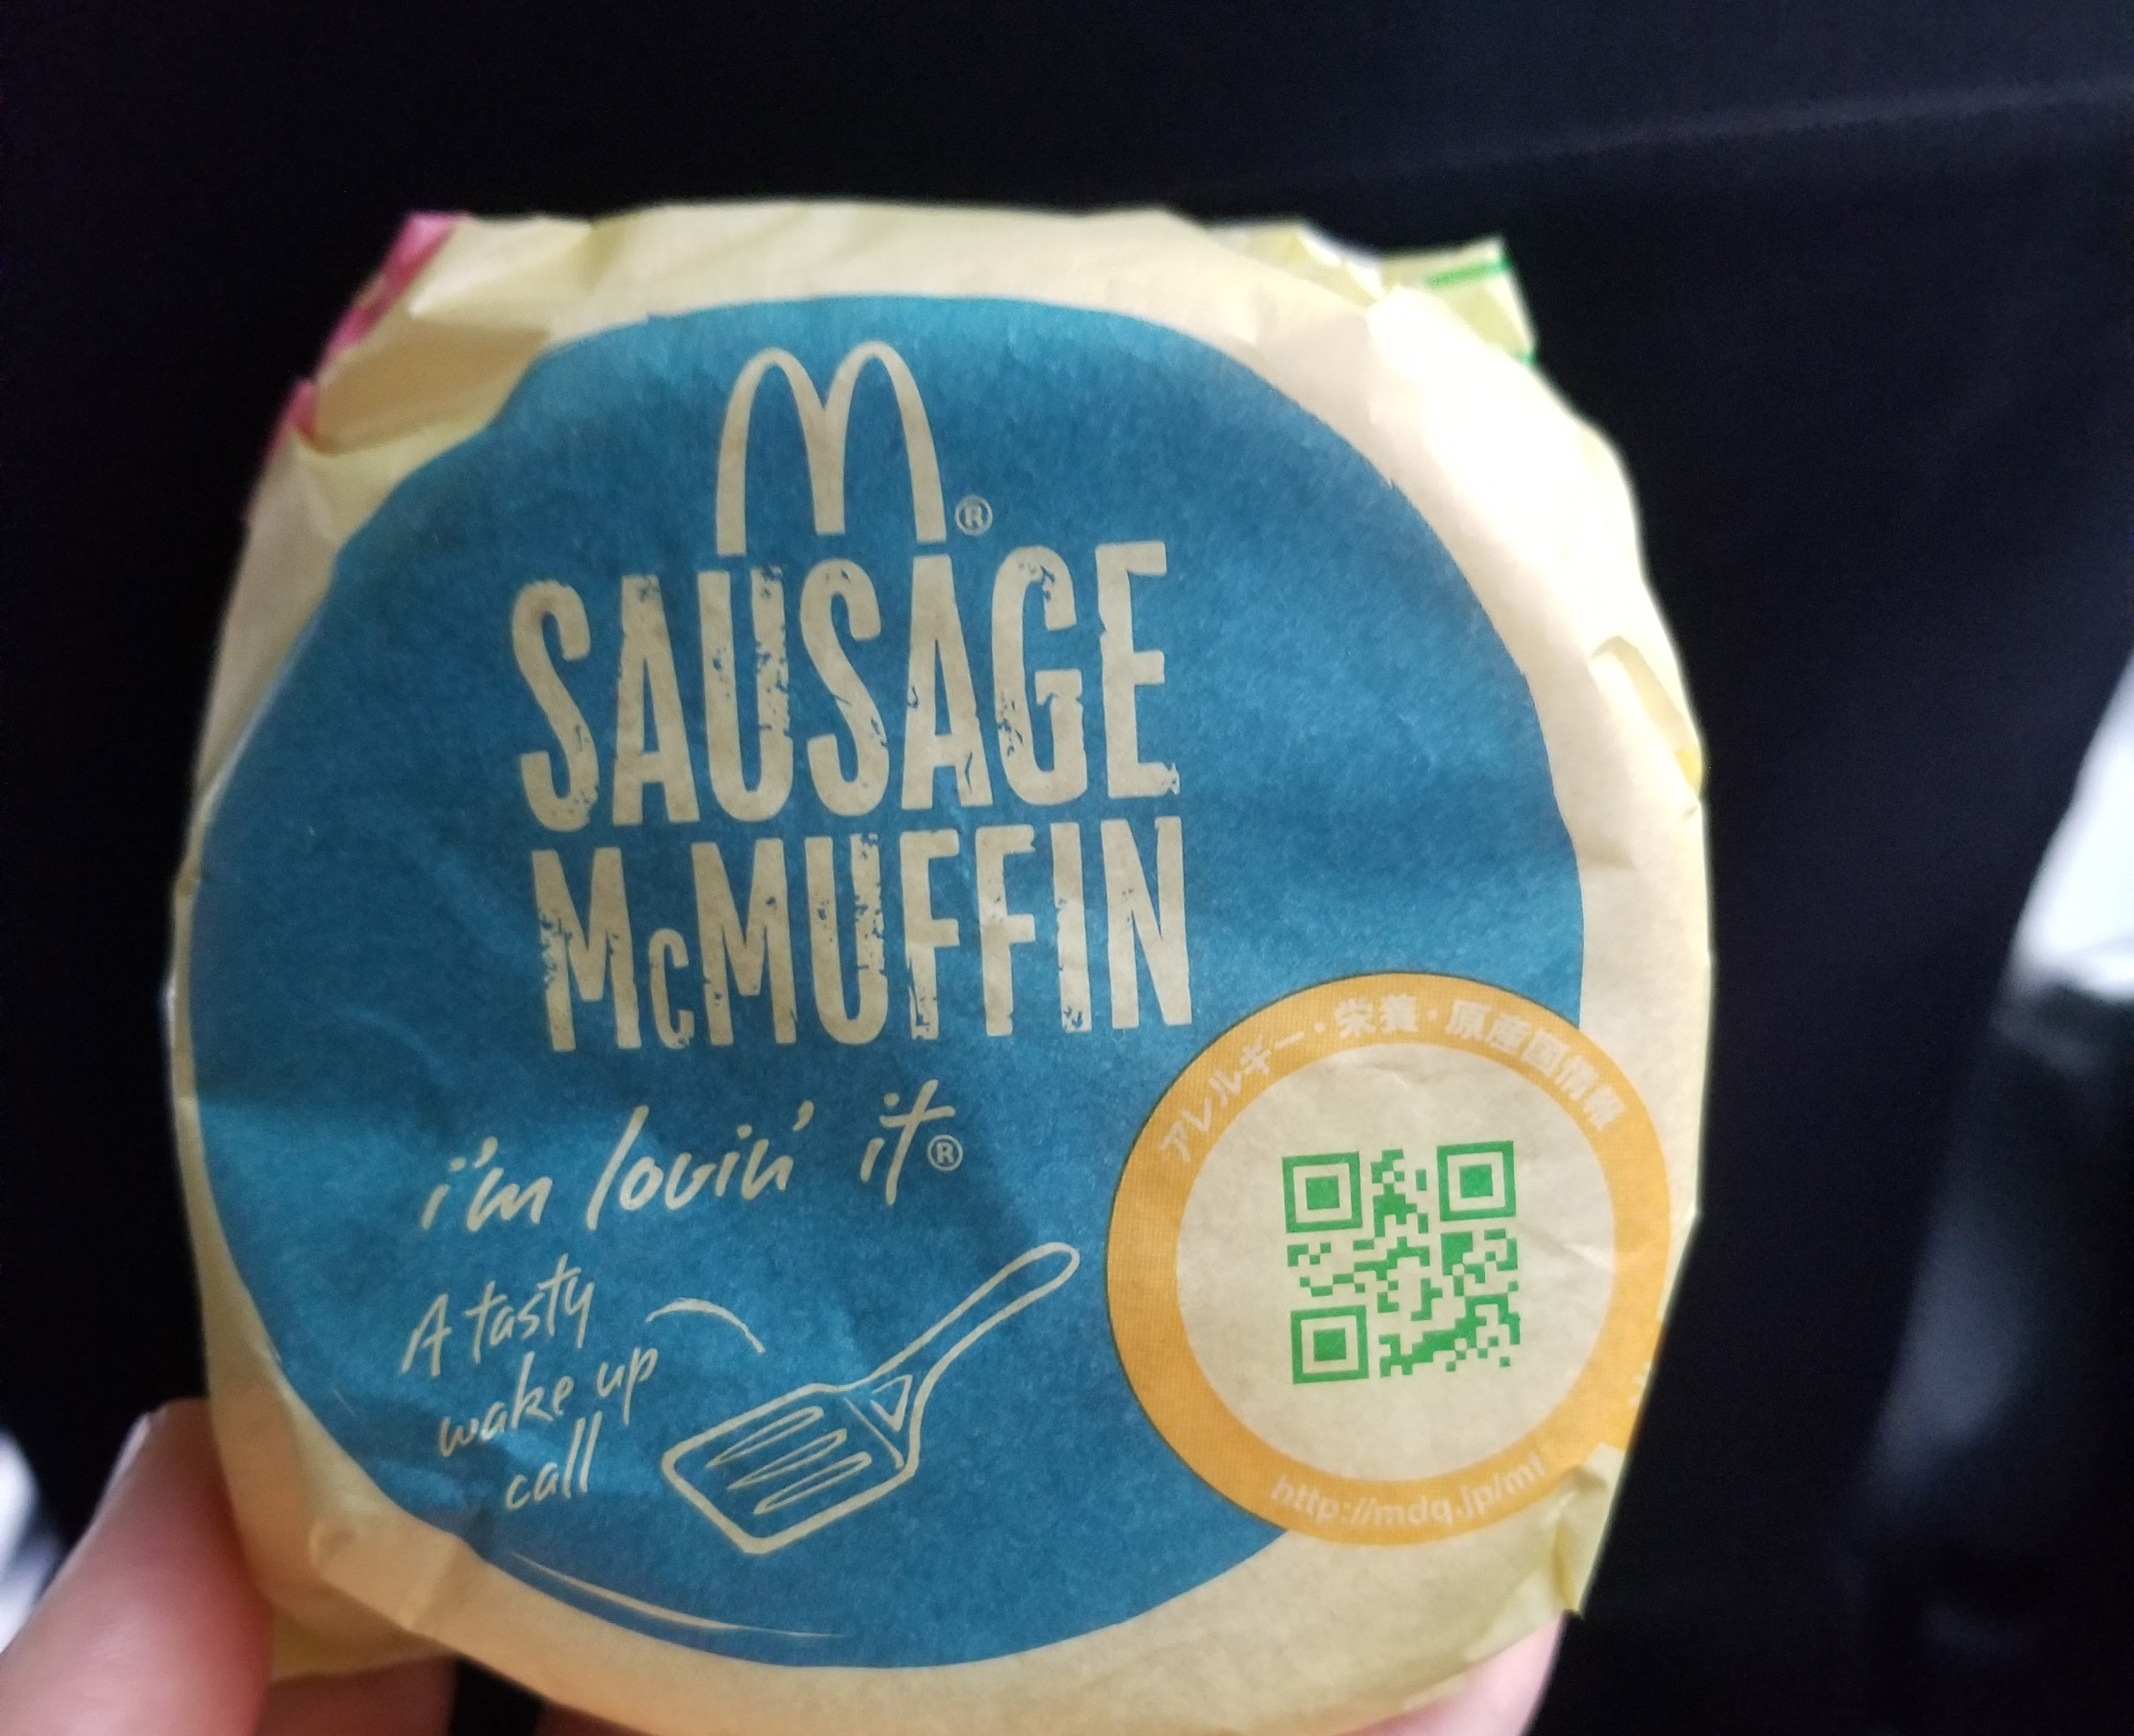 M®
SAUSAGE
McMUFFIN
i'm lovin' it®
A tasty
wake up
call
アレルギー・栄養・原産国情報
http://mdq.jp/mf